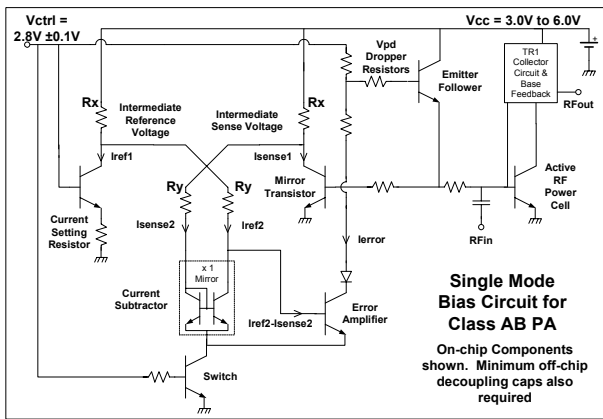 Vctrl =
2.8V ±0.1V
Vcc = 3.0V to 6.0V
+
Vpd
Dropper
Resistors
Emitter
Follower
TR1
Collector
Circuit &
Base
Feedback
RFout
Rx
Intermediate
Reference
Voltage
Intermediate
Sense Voltage
Rx
Iref1
Isense1
Ry
Ry
Mirror
Transistor
Active
RF
Power
Cell
Current
Setting
Resistor
Isense2
Iref2
RFin
Ierror
x 1
Mirror
Current
Subtractor
Iref2-Isense2
Error
Amplifier
Switch
Single Mode
Bias Circuit for
Class AB PA
On-chip Components
shown. Minimum off-chip
decoupling caps also
required